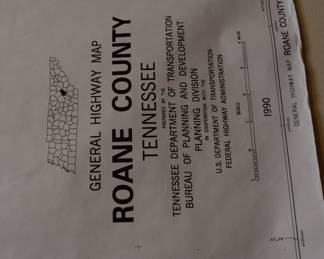 GENERAL HIGHWAY MAP
ROANE COUNTY
TENNESSEE
PREPARED BY THE
TENNESSEE DEPARTMENT OF TRANSPORTATION
BUREAU OF PLANNING AND DEVELOPMENT
PLANNING DIVISION
IN COOPERATION WITH THE
U.S. DEPARTMENT OF TRANSPORTATION
FEDERAL HIGHWAY ADMINISTRATION
SCALE
MILES
1990
GENERAL HIGHWAY MAP ROANE COUNTY